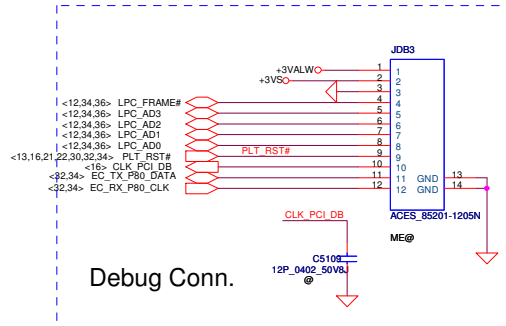 JDB3
+3VALW 1 1
+3VS 2 2
3 3
<12,34,36> LPC_FRAME# 4 4
<12,34,36> LPC_AD3 5 5
<12,34,36> LPC_AD2 6 6
<12,34,36> LPC_AD1 7 7
<12,34,36> LPC_AD0 8 8
<13,16,21,22,30,32,34> PLT_RST# PLT_RST# 9 9
<16> CLK_PCI_DB 10 10
<32,34> EC_TX_P80_DATA 11 11 GND 13
<32,34> EC_RX_P80_CLK 12 12 GND 14
CLK_PCI_DB
ACES_85201-1205N
ME@
C5109
12P_0402_50V8J
@
Debug Conn.